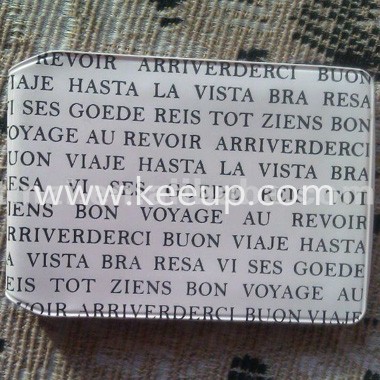 REVOIR ARRIVERDERCI BUON
VIAJE HASTA LA VISTA BRA RESA
VI SES GOEDE REIS TOT ZIENS BON
VOYAGE AU REVOIR ARRIVERDERCI
BUON VIAJE HASTA LA VISTA BRA
RESA VI SES GOEDE REIS TOT
www.keeup.com
ZIENS BON VOYAGE AU REVOIR
ARRIVERDERCI BUON VIAJE HASTA
LA VISTA BRA RESA VI SES GOEDE
REIS TOT ZIENS BON VOYAGE AU
REVOIR ARRIVERDERCI BUON VIAJE